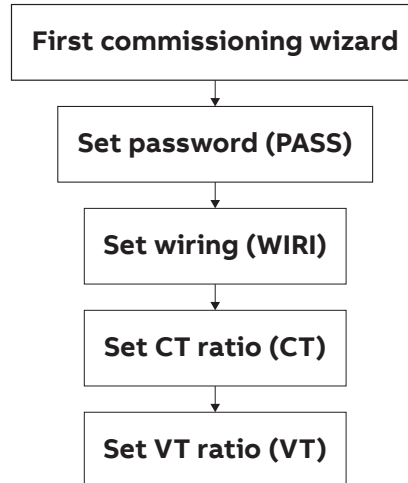 First commissioning wizard
Set password (PASS)
Set wiring (WIRI)
Set CT ratio (CT)
Set VT ratio (VT)